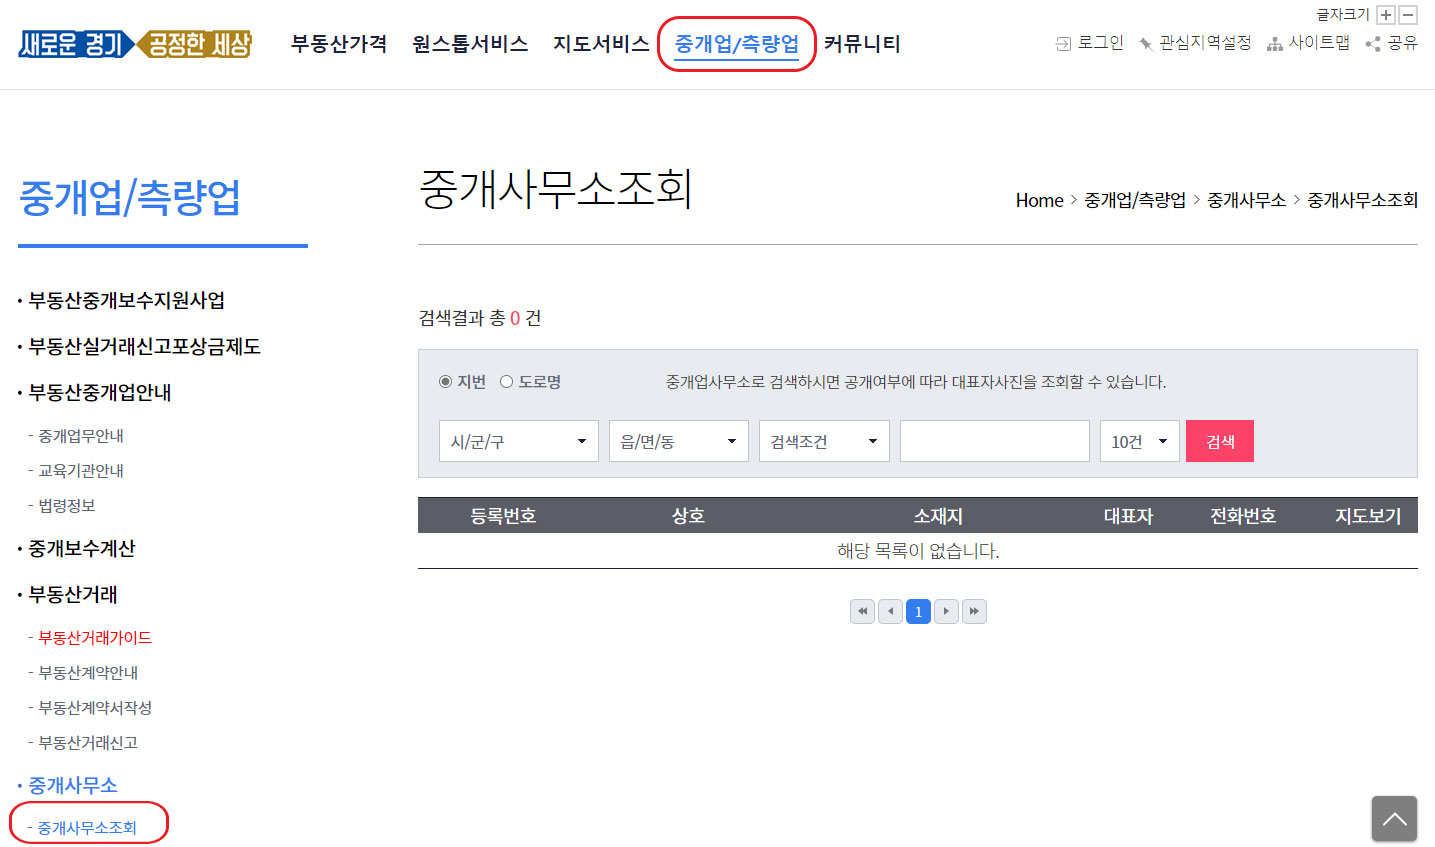 글자크기
새로운 경기 공정한 세상
부동산가격 원스톱서비스 지도서비스 중개업/측량업 커뮤니티
로그인 관심지역설정 사이트맵 공유
중개업/측량업
· 부동산중개보수지원사업
· 부동산실거래신고포상금제도
· 부동산중개업안내
- 중개업무안내
- 교육기관안내
- 법령정보
· 중개보수계산
· 부동산거래
- 부동산거래가이드
- 부동산계약안내
- 부동산계약서작성
- 부동산거래신고
· 중개사무소
- 중개사무소조회
중개사무소조회
Home > 중개업/측량업 > 중개사무소 > 중개사무소조회
검색결과 총 0 건
지번 도로명 중개업사무소로 검색하시면 공개여부에 따라 대표자사진을 조회할 수 있습니다.
시/군/구 읍/면/동 검색조건 10건 검색
등록번호 상호 소재지 대표자 전화번호 지도보기
해당 목록이 없습니다.
1